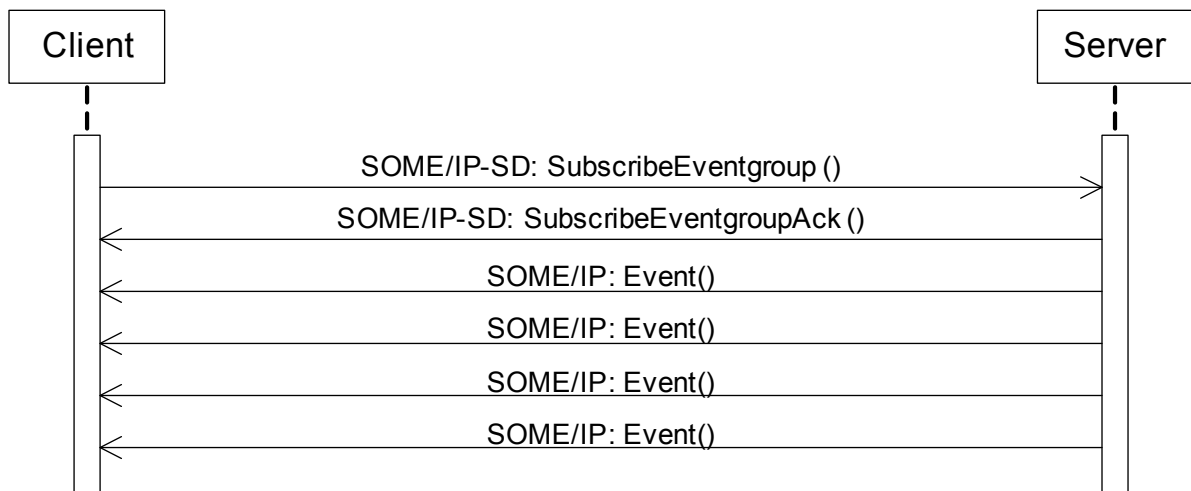 Client
Server
SOME/IP-SD: SubscribeEventgroup ()
SOME/IP-SD: SubscribeEventgroupAck ()
SOME/IP: Event()
SOME/IP: Event()
SOME/IP: Event()
SOME/IP: Event()